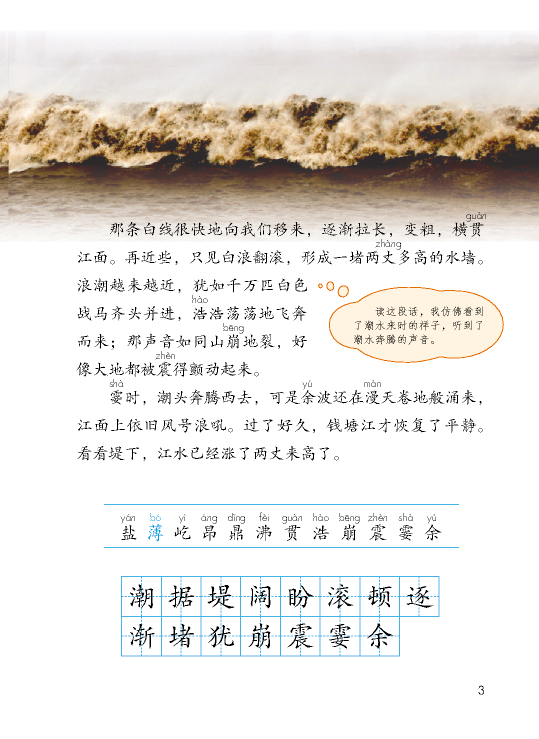 guàn
那条白线很快地向我们移来，逐渐拉长，变粗，横贯
zhàng
江面。再近些，只见白浪翻滚，形成一堵两丈多高的水墙。
浪潮越来越近，犹如千万匹白色
hào
战马齐头并进，浩浩荡荡地飞奔
bēng
而来；那声音如同山崩地裂，好
zhèn
像大地都被震得颤动起来。
读这段话，我仿佛看到
了潮水来时的样子，听到了
潮水奔腾的声音。
shà yú màn
霎时，潮头奔腾西去，可是余波还在漫天卷地般涌来，
江面上依旧风号浪吼。过了好久，钱塘江才恢复了平静。
看看堤下，江水已经涨了两丈来高了。
yán bó yì áng dǐng fèi guàn hào bēng zhèn shà yú
盐 薄 屹 昂 鼎 沸 贯 浩 崩 震 霎 余
潮 据 堤 阔 盼 滚 顿 逐
渐 堵 犹 崩 震 霎 余
3